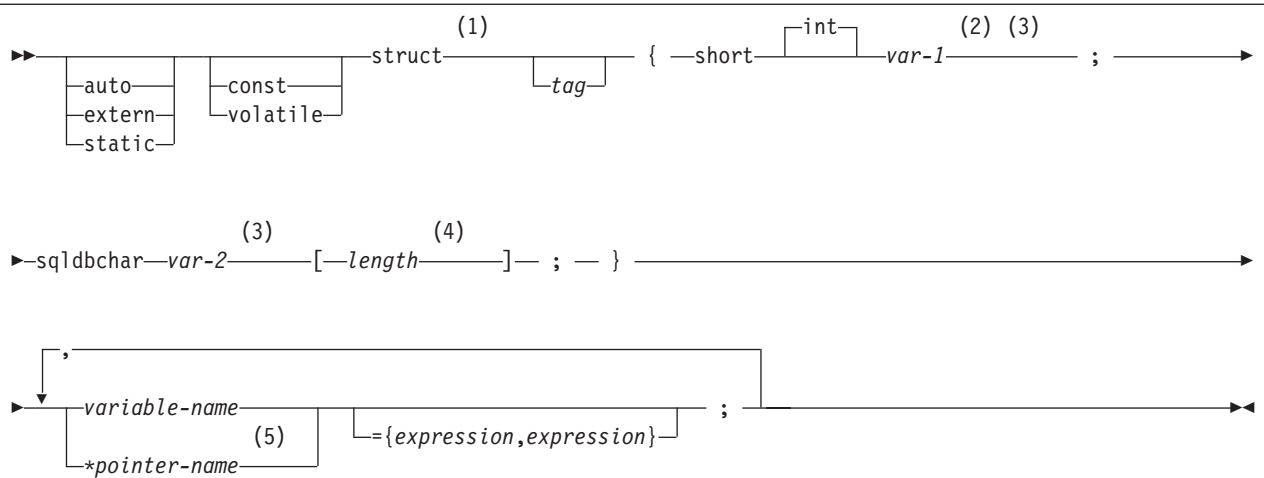 (1) int (2) (3)
struct { short var-1 ;
auto const tag
extern volatile
static
(3) (4)
sqldbchar var-2 [ length ] ; }
,
variable-name ;
(5) ={expression,expression}
*pointer-name